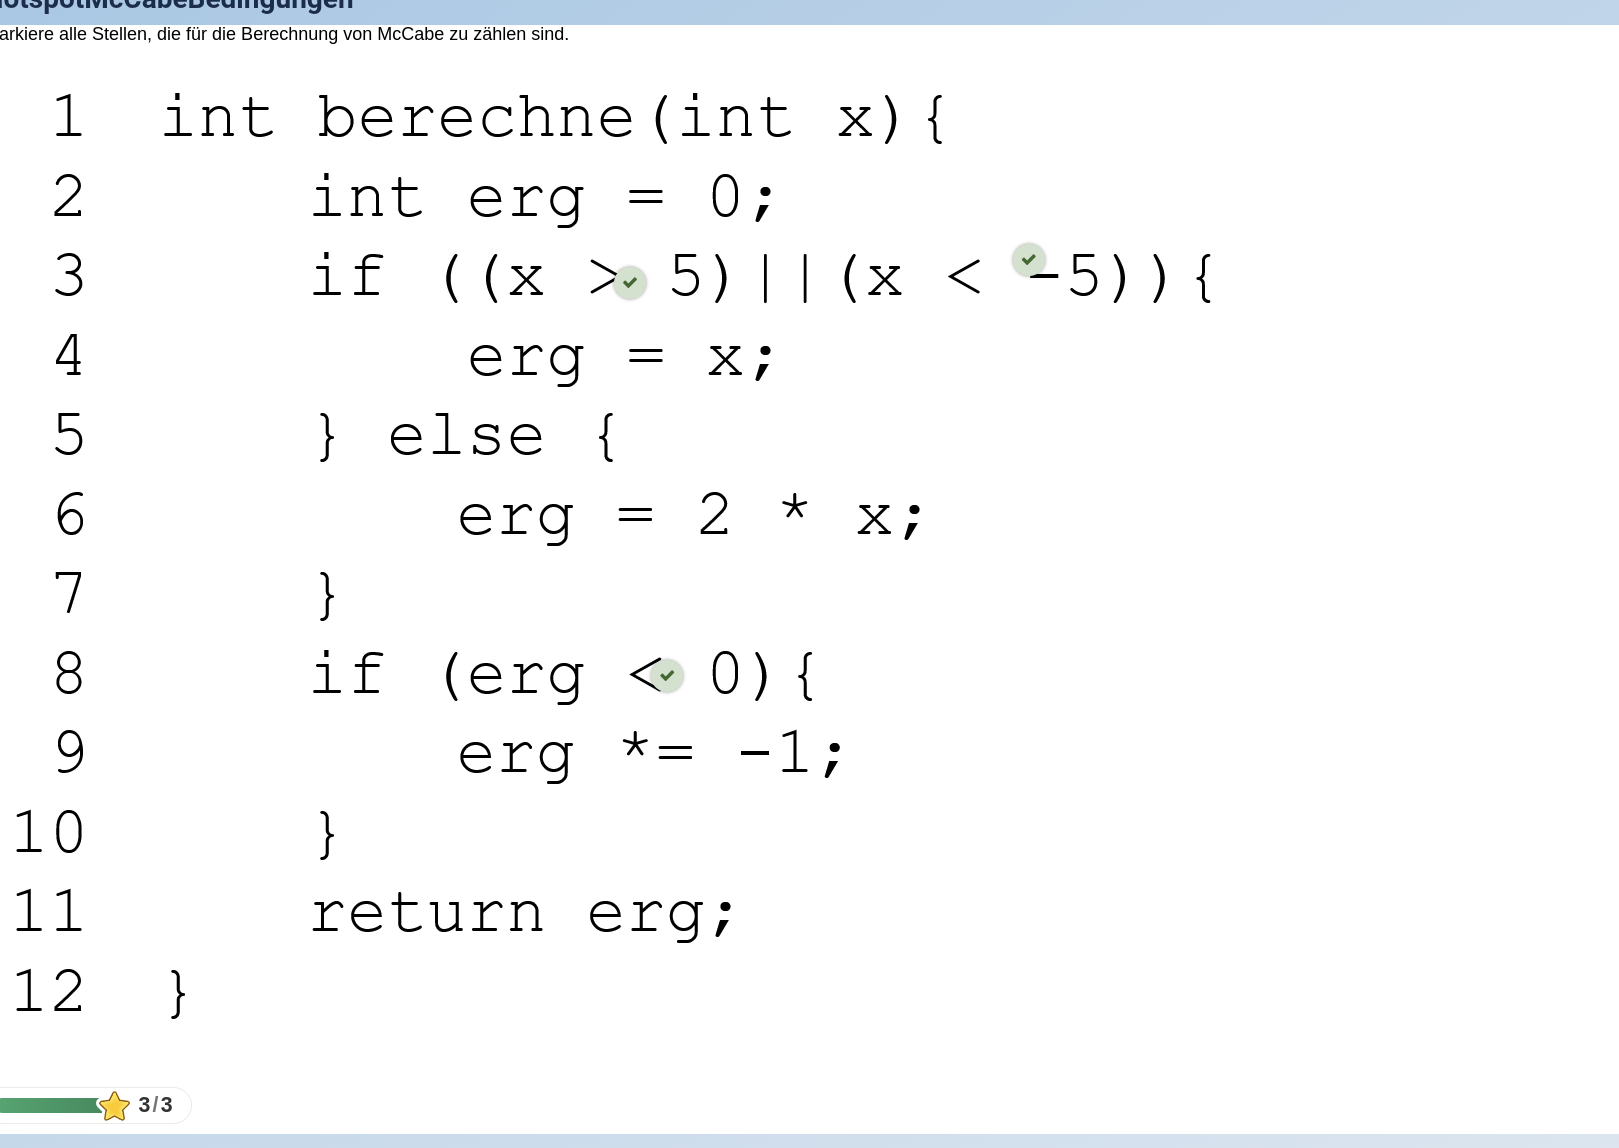 otspotMcCabeBedingungen
arkiere alle Stellen, die für die Berechnung von McCabe zu zählen sind.
1 int berechne(int x){
2 int erg = 0;
3 if ((x > 5)||(x < -5)){
4 erg = x;
5 } else {
6 erg = 2 * x;
7 }
8 if (erg < 0){
9 erg *= -1;
10 }
11 return erg;
12 }
3/3